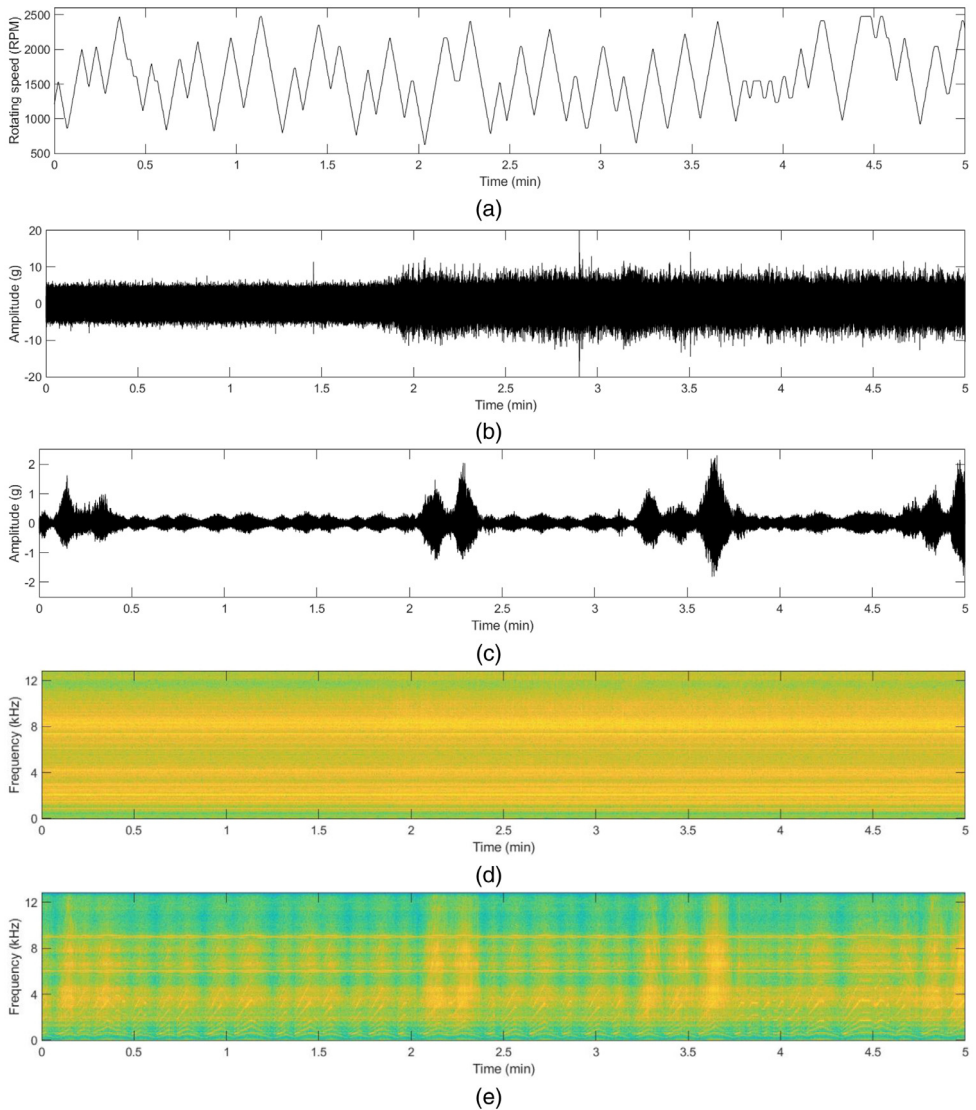 Rotating speed (RPM)
2500
2000
1500
1000
500
0 0.5 1 1.5 2 2.5 3 3.5 4 4.5 5
Time (min)
(a)
Amplitude (g)
20
10
0
-10
-20
0 0.5 1 1.5 2 2.5 3 3.5 4 4.5 5
Time (min)
(b)
Amplitude (g)
2
1
0
-1
-2
0 0.5 1 1.5 2 2.5 3 3.5 4 4.5 5
Time (min)
(c)
Frequency (kHz)
12
8
4
0
0 0.5 1 1.5 2 2.5 3 3.5 4 4.5 5
Time (min)
(d)
Frequency (kHz)
12
8
4
0
0 0.5 1 1.5 2 2.5 3 3.5 4 4.5 5
Time (min)
(e)